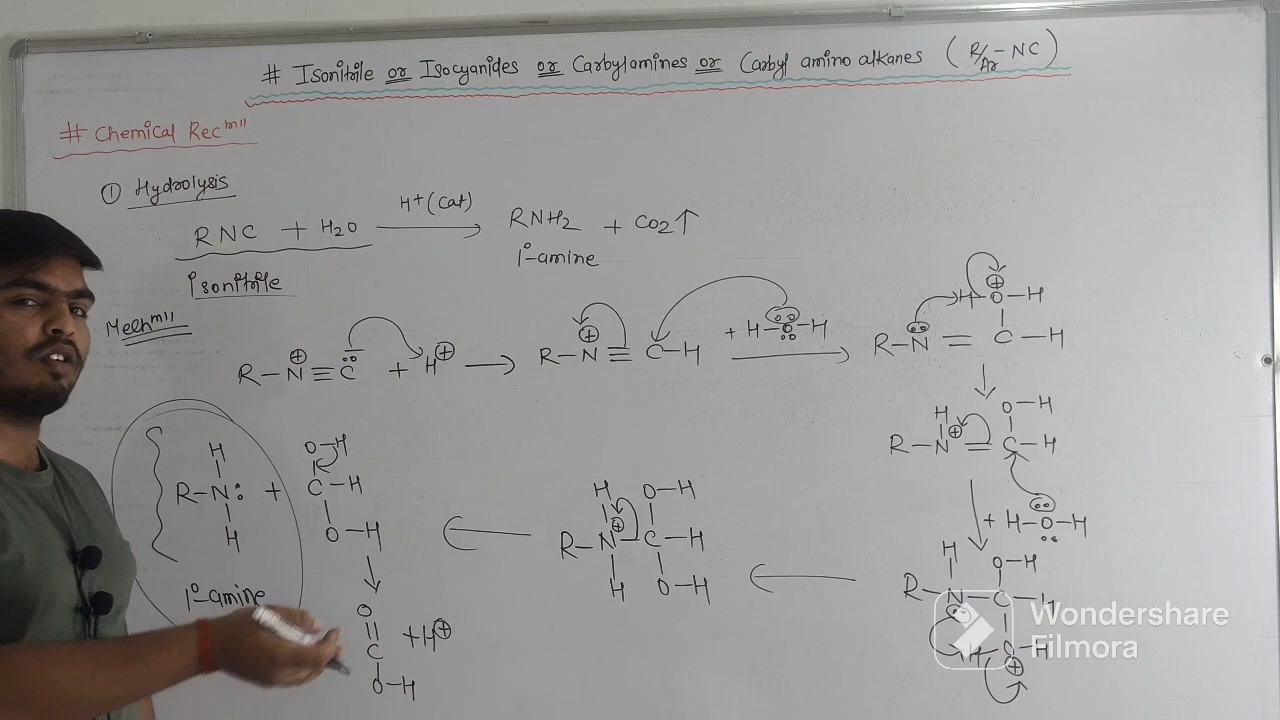 # Isonitrile or Isocyanides or Carbylamines or Carbyl amino alkanes ( R/Ar - NC )
# Chemical Recⁿ
① Hydrolysis
RNC + H2O H+(Cat) → RNH2 + CO2↑
Isonitrile 1°-amine
Mechⁿ
R-N⊕≡C̈⁻ + H⊕ → R-N⊕≡C-H + H-O-H → R-N=C-H
H-O⊕-H
H O-H
R-N⊕=C-H
+ H-O-H
H O-H
R-N-C-H
H-O⊕-H
H O-H
R-N⊕-C-H
H O-H
H O-H
R-N: + C-H
H O-H
1°-amine
O
C + H⊕
O-H
Wondershare
Filmora